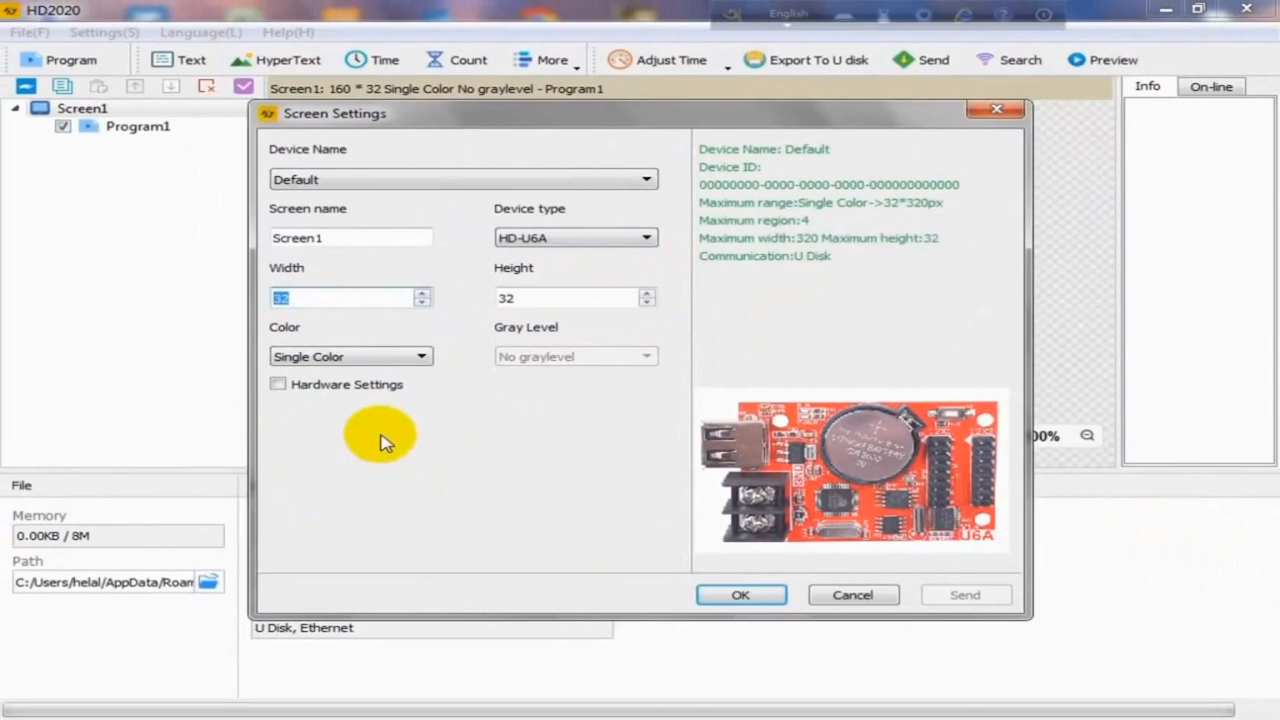 HD2020
English
File(F) Settings(S) Language(L) Help(H)
Program Text HyperText Time Count More Adjust Time Export To U disk Send Search Preview
Screen1: 160 * 32 Single Color No graylevel - Program1
Info On-line
Screen1
Program1
Screen Settings
Device Name
Default
Screen name Device type
Screen1 HD-U6A
Width Height
32 32
Color Gray Level
Single Color No graylevel
Hardware Settings
Device Name: Default
Device ID:
00000000-0000-0000-0000-000000000000
Maximum range:Single Color->32*320px
Maximum region:4
Maximum width:320 Maximum height:32
Communication:U Disk
U6A
00%
OK Cancel Send
File
Memory
0.00KB / 8M
Path
C:/Users/helal/AppData/Roam
U Disk, Ethernet